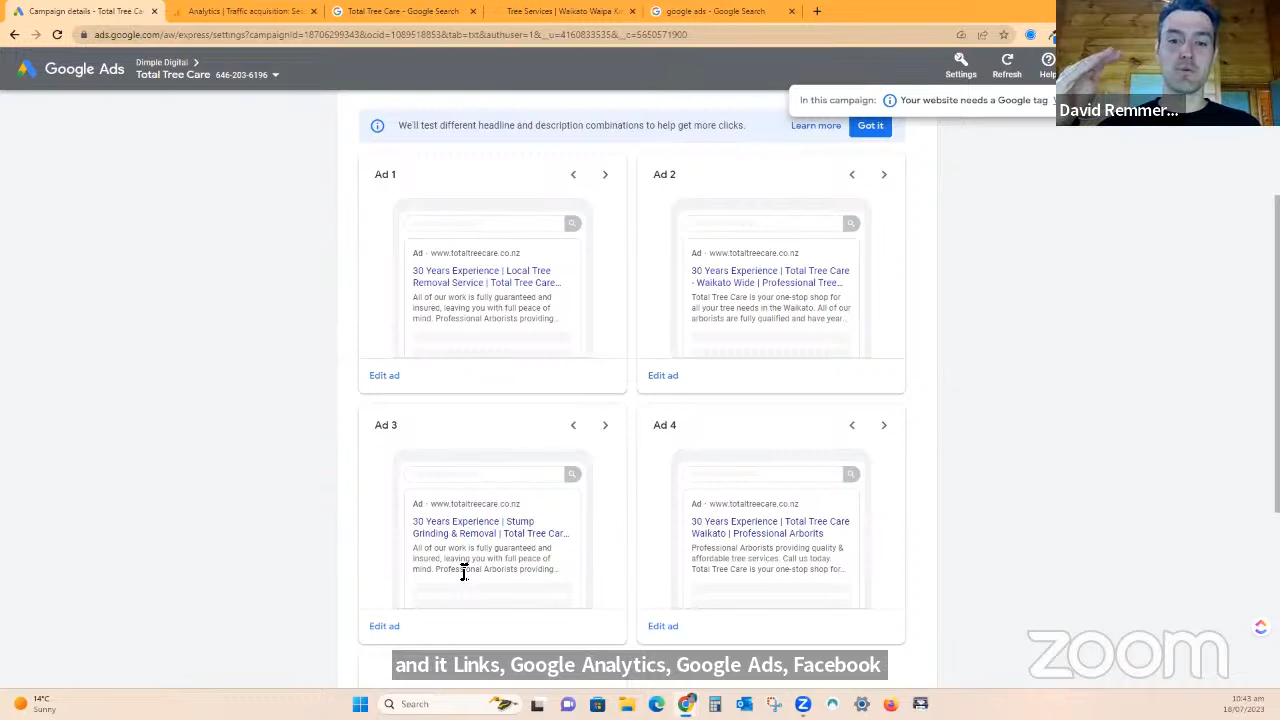 Campaign details - Total Tree C
Analytics | Traffic acquisition: Se
Total Tree Care - Google Search
Tree Services | Waikato Waipa Ki
google ads - Google Search
ads.google.com/aw/express/settings?campaignId=18706299343&ocid=1089518853&tab=txt&authuser=1&__u=4160833535&__c=5650571900
Google Ads
Dimple Digital
Total Tree Care 646-203-6196
Settings
Refresh
Help
In this campaign: Your website needs a Google tag
David Remmer...
We'll test different headline and description combinations to help get more clicks.
Learn more
Got it
Ad 1
Ad · www.totaltreecare.co.nz
30 Years Experience | Local Tree
Removal Service | Total Tree Care...
All of our work is fully guaranteed and
insured, leaving you with full peace of
mind. Professional Arborists providing...
Edit ad
Ad 2
Ad · www.totaltreecare.co.nz
30 Years Experience | Total Tree Care
- Waikato Wide | Professional Tree...
Total Tree Care is your one-stop shop for
all your tree needs in the Waikato. All of our
arborists are fully qualified and have year...
Edit ad
Ad 3
Ad · www.totaltreecare.co.nz
30 Years Experience | Stump
Grinding & Removal | Total Tree Car...
All of our work is fully guaranteed and
insured, leaving you with full peace of
mind. Professional Arborists providing...
Edit ad
Ad 4
Ad · www.totaltreecare.co.nz
30 Years Experience | Total Tree Care
Waikato | Professional Arborits
Professional Arborists providing quality &
affordable tree services. Call us today.
Total Tree Care is your one-stop shop for...
Edit ad
and it Links, Google Analytics, Google Ads, Facebook
zoom
14°C
Sunny
Search
10:43 am
18/07/2023